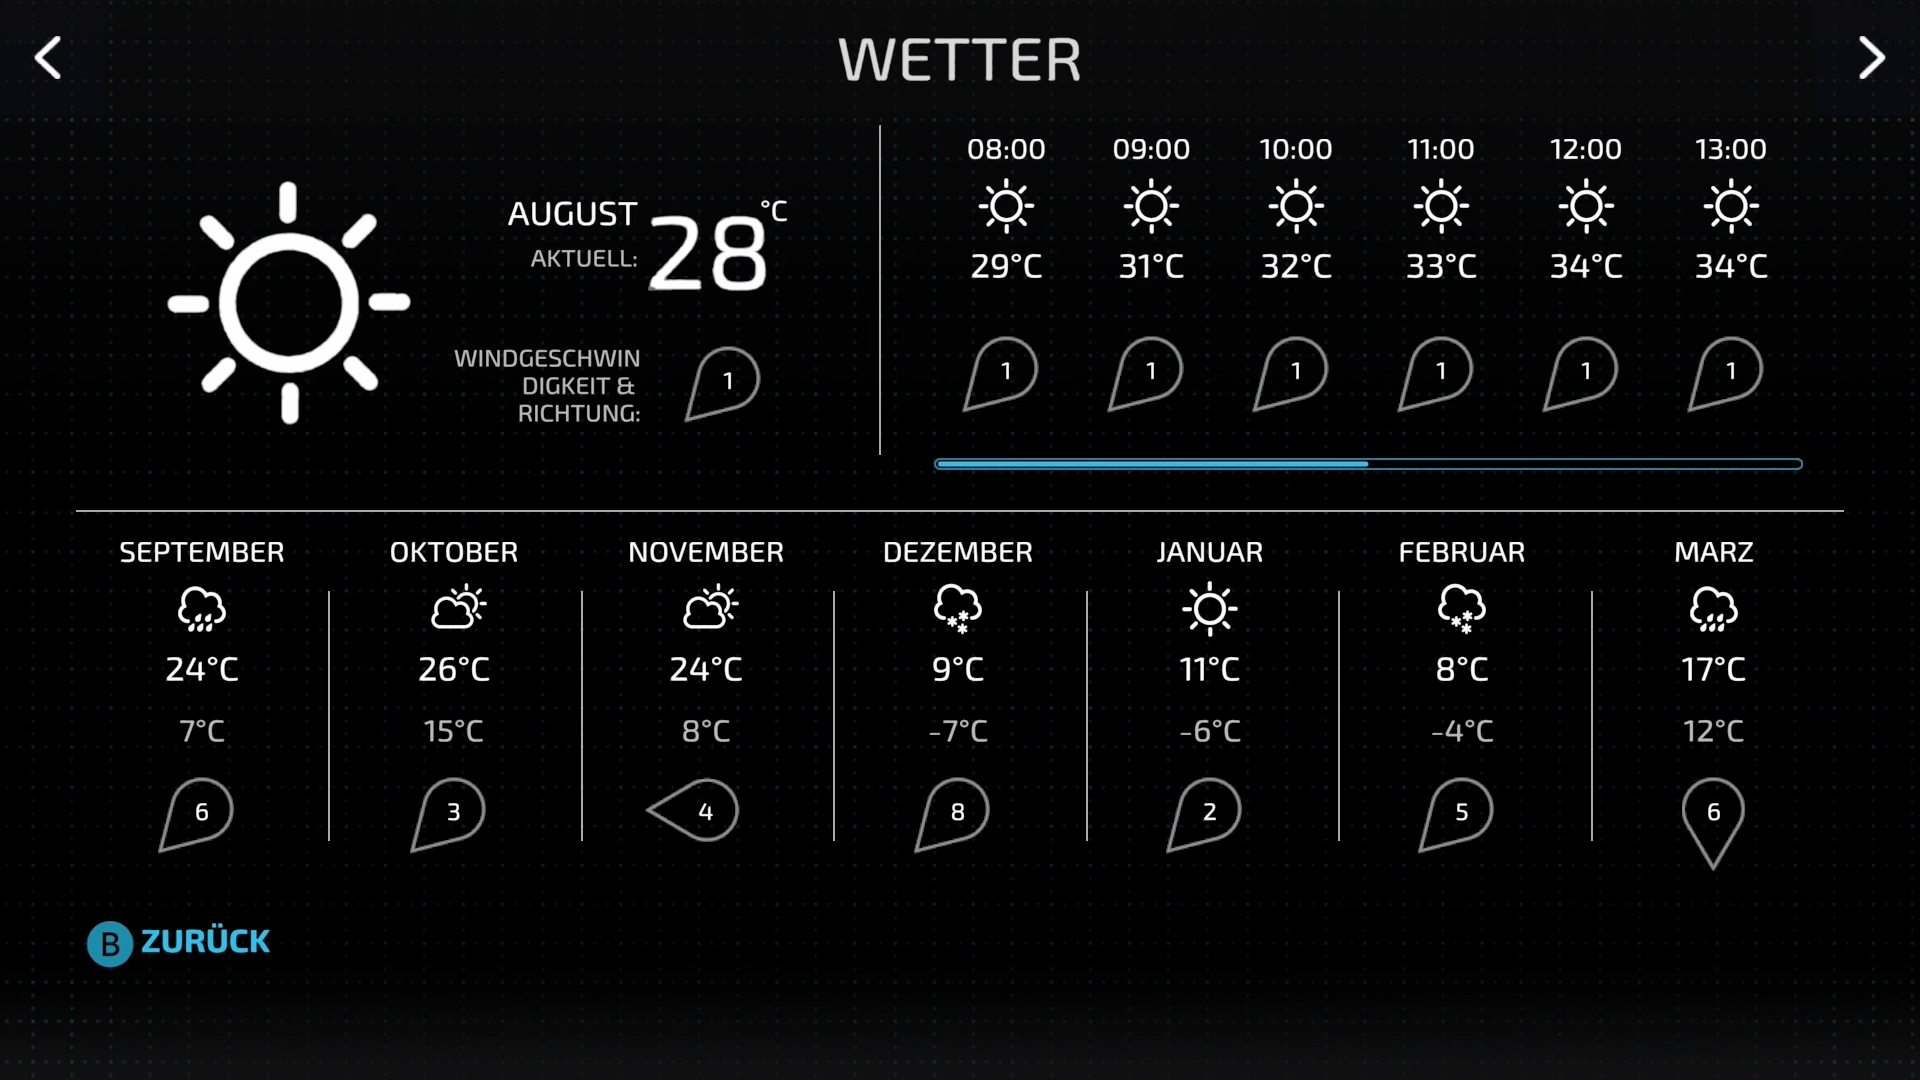 WETTER
AUGUST
AKTUELL:
28 °C
WINDGESCHWIN
DIGKEIT &
RICHTUNG:
1
08:00 09:00 10:00 11:00 12:00 13:00
29°C 31°C 32°C 33°C 34°C 34°C
1 1 1 1 1 1
SEPTEMBER OKTOBER NOVEMBER DEZEMBER JANUAR FEBRUAR MARZ
24°C 26°C 24°C 9°C 11°C 8°C 17°C
7°C 15°C 8°C -7°C -6°C -4°C 12°C
6 3 4 8 2 5 6
B ZURÜCK